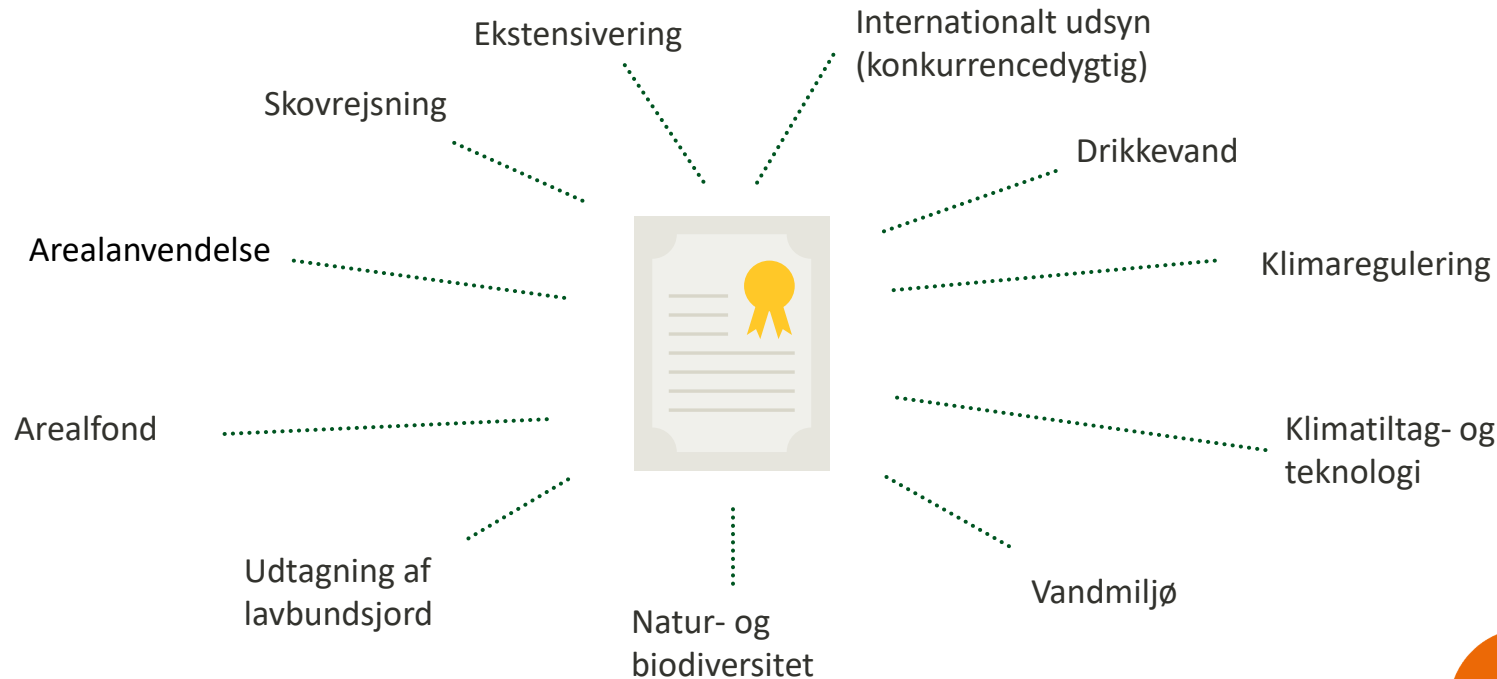 Ekstensivering
Internationalt udsyn
(konkurrencedygtig)
Skovrejsning
Drikkevand
Arealanvendelse
Klimaregulering
Arealfond
Klimatiltag- og
teknologi
Udtagning af
lavbundsjord
Vandmiljø
Natur- og
biodiversitet